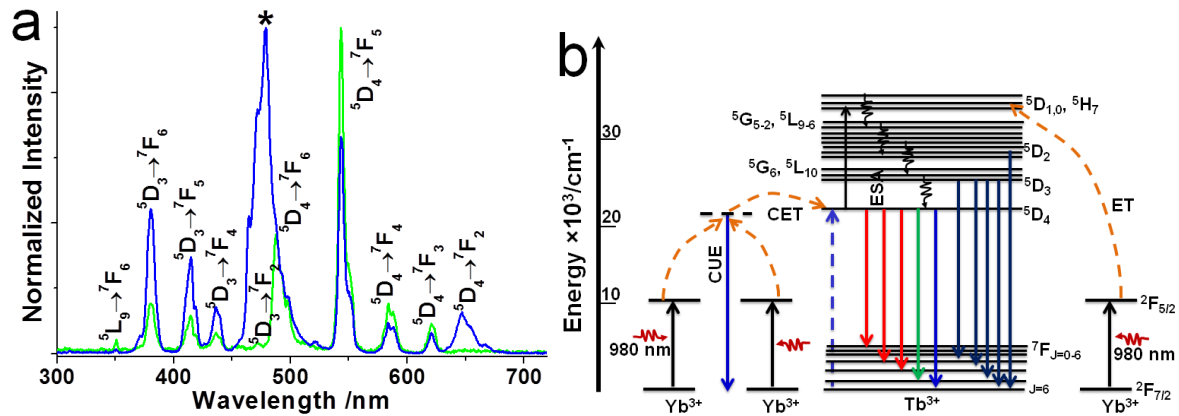 a
Normalized Intensity
*
⁵L₉→⁷F₆
⁵D₃→⁷F₆
⁵D₃→⁷F₅
⁵D₃→⁷F₄
⁵D₃→⁷F₂
⁵D₄→⁷F₆
⁵D₄→⁷F₅
⁵D₄→⁷F₄
⁵D₄→⁷F₃
⁵D₄→⁷F₂
300
400
500
600
700
Wavelength /nm
b
Energy ×10³/cm⁻¹
30
20
10
⁵D₁,₀, ⁵H₇
⁵G₅₋₂, ⁵L₉₋₆
⁵D₂
⁵G₆, ⁵L₁₀
⁵D₃
ESA
⁵D₄
CET
ET
CUE
²F₅/₂
980 nm
⁷F_J=0-6
980 nm
J=6
²F₇/₂
Yb³⁺
Yb³⁺
Tb³⁺
Yb³⁺